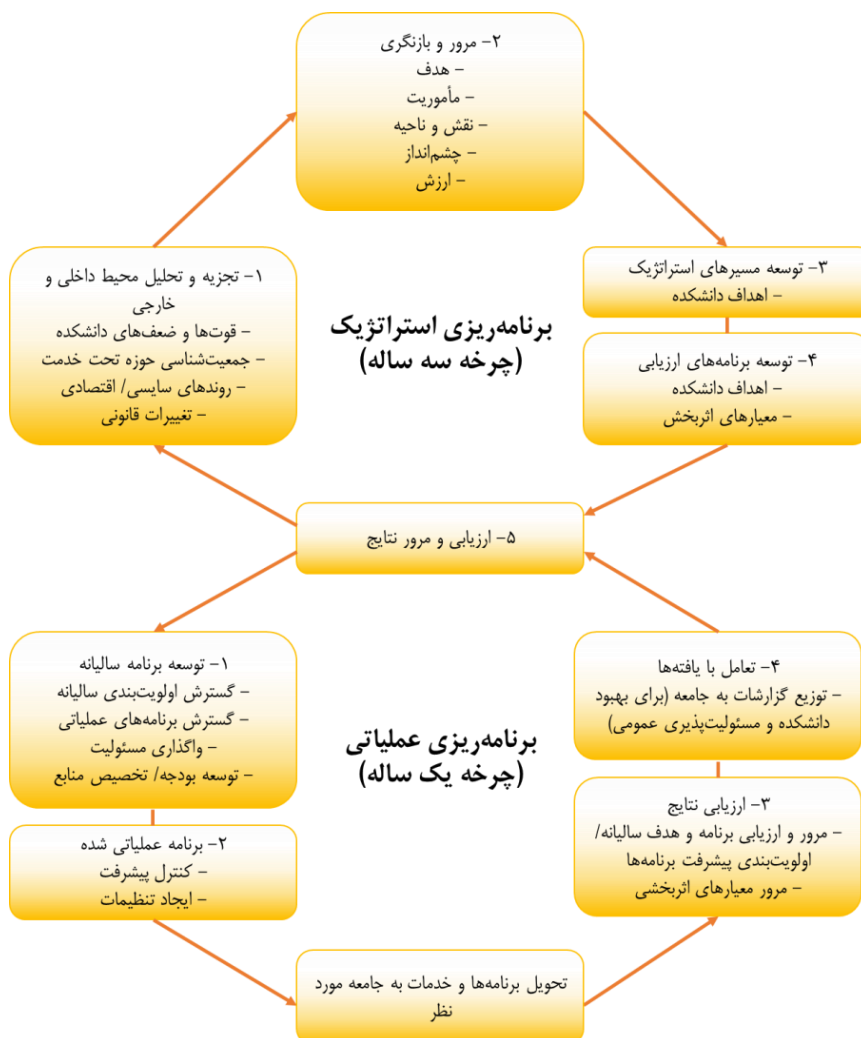 ۲- مرور و بازنگری
- هدف
- مأموریت
- نقش و ناحیه
- چشم‌انداز
- ارزش
۱- تجزیه و تحلیل محیط داخلی و
خارجی
- قوت‌ها و ضعف‌های دانشکده
- جمعیت‌شناسی حوزه تحت خدمت
- روندهای سایسی/ اقتصادی
- تغییرات قانونی
برنامه‌ریزی استراتژیک
(چرخه سه ساله)
۳- توسعه مسیرهای استراتژیک
- اهداف دانشکده
۴- توسعه برنامه‌های ارزیابی
- اهداف دانشکده
- معیارهای اثربخش
۵- ارزیابی و مرور نتایج
۱- توسعه برنامه سالیانه
- گسترش اولویت‌بندی سالیانه
- گسترش برنامه‌های عملیاتی
- واگذاری مسئولیت
- توسعه بودجه/ تخصیص منابع
۲- برنامه عملیاتی شده
- کنترل پیشرفت
- ایجاد تنظیمات
برنامه‌ریزی عملیاتی
(چرخه یک ساله)
۴- تعامل با یافته‌ها
- توزیع گزارشات به جامعه (برای بهبود
دانشکده و مسئولیت‌پذیری عمومی)
۳- ارزیابی نتایج
- مرور و ارزیابی برنامه و هدف سالیانه/
اولویت‌بندی پیشرفت برنامه‌ها
- مرور معیارهای اثربخشی
تحویل برنامه‌ها و خدمات به جامعه مورد
نظر